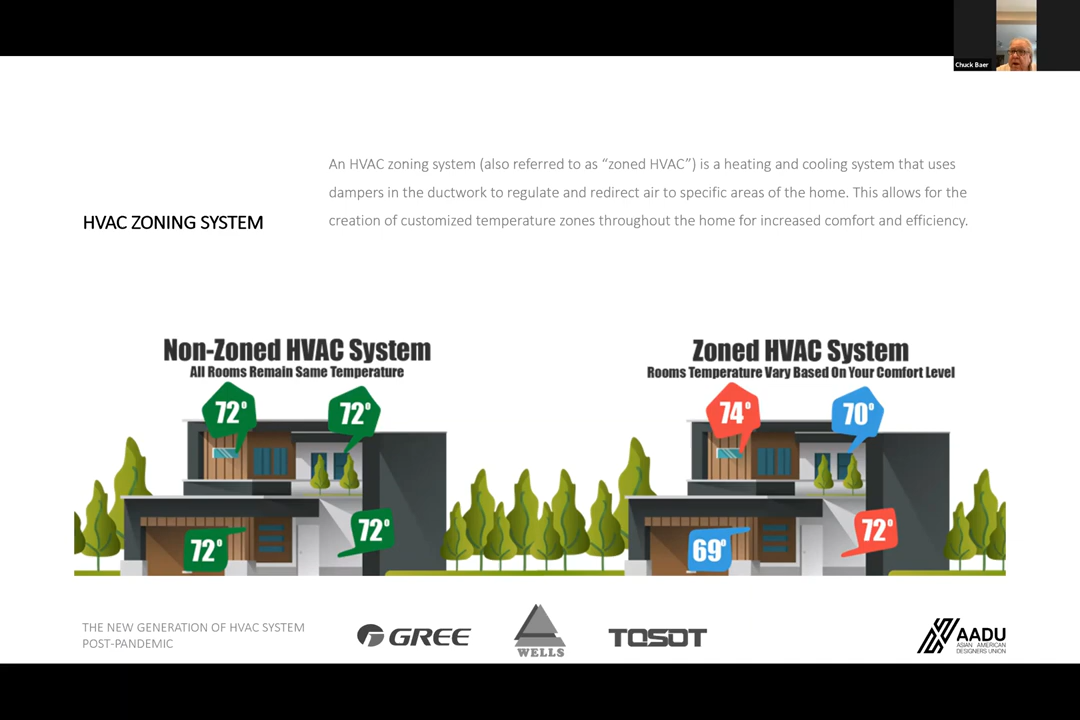 Chuck Baer
An HVAC zoning system (also referred to as “zoned HVAC”) is a heating and cooling system that uses
dampers in the ductwork to regulate and redirect air to specific areas of the home. This allows for the
creation of customized temperature zones throughout the home for increased comfort and efficiency.
HVAC ZONING SYSTEM
Non-Zoned HVAC System
All Rooms Remain Same Temperature
72°
72°
72°
72°
Zoned HVAC System
Rooms Temperature Vary Based On Your Comfort Level
74°
70°
69°
72°
THE NEW GENERATION OF HVAC SYSTEM
POST-PANDEMIC
GREE
WELLS
TOSOT
AADU
ASIAN AMERICAN
DESIGNERS UNION